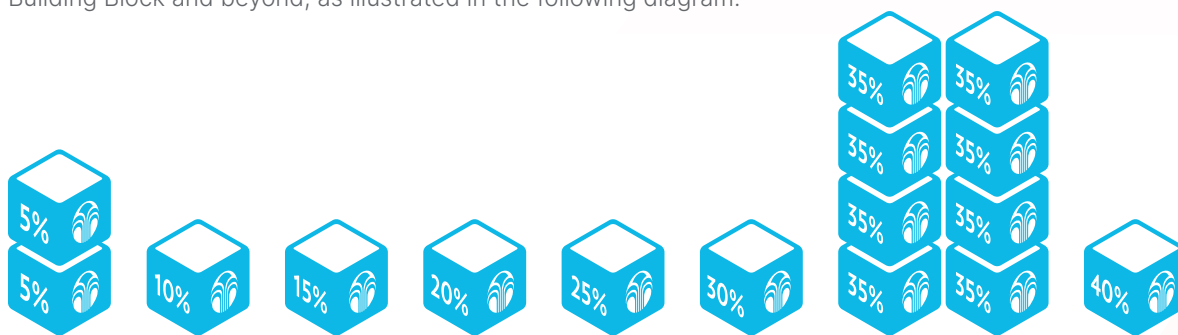 Building Block and beyond, as illustrated in the following diagram:
35% 35%
35% 35%
5% 35% 35%
5% 10% 15% 20% 25% 30% 35% 35% 40%